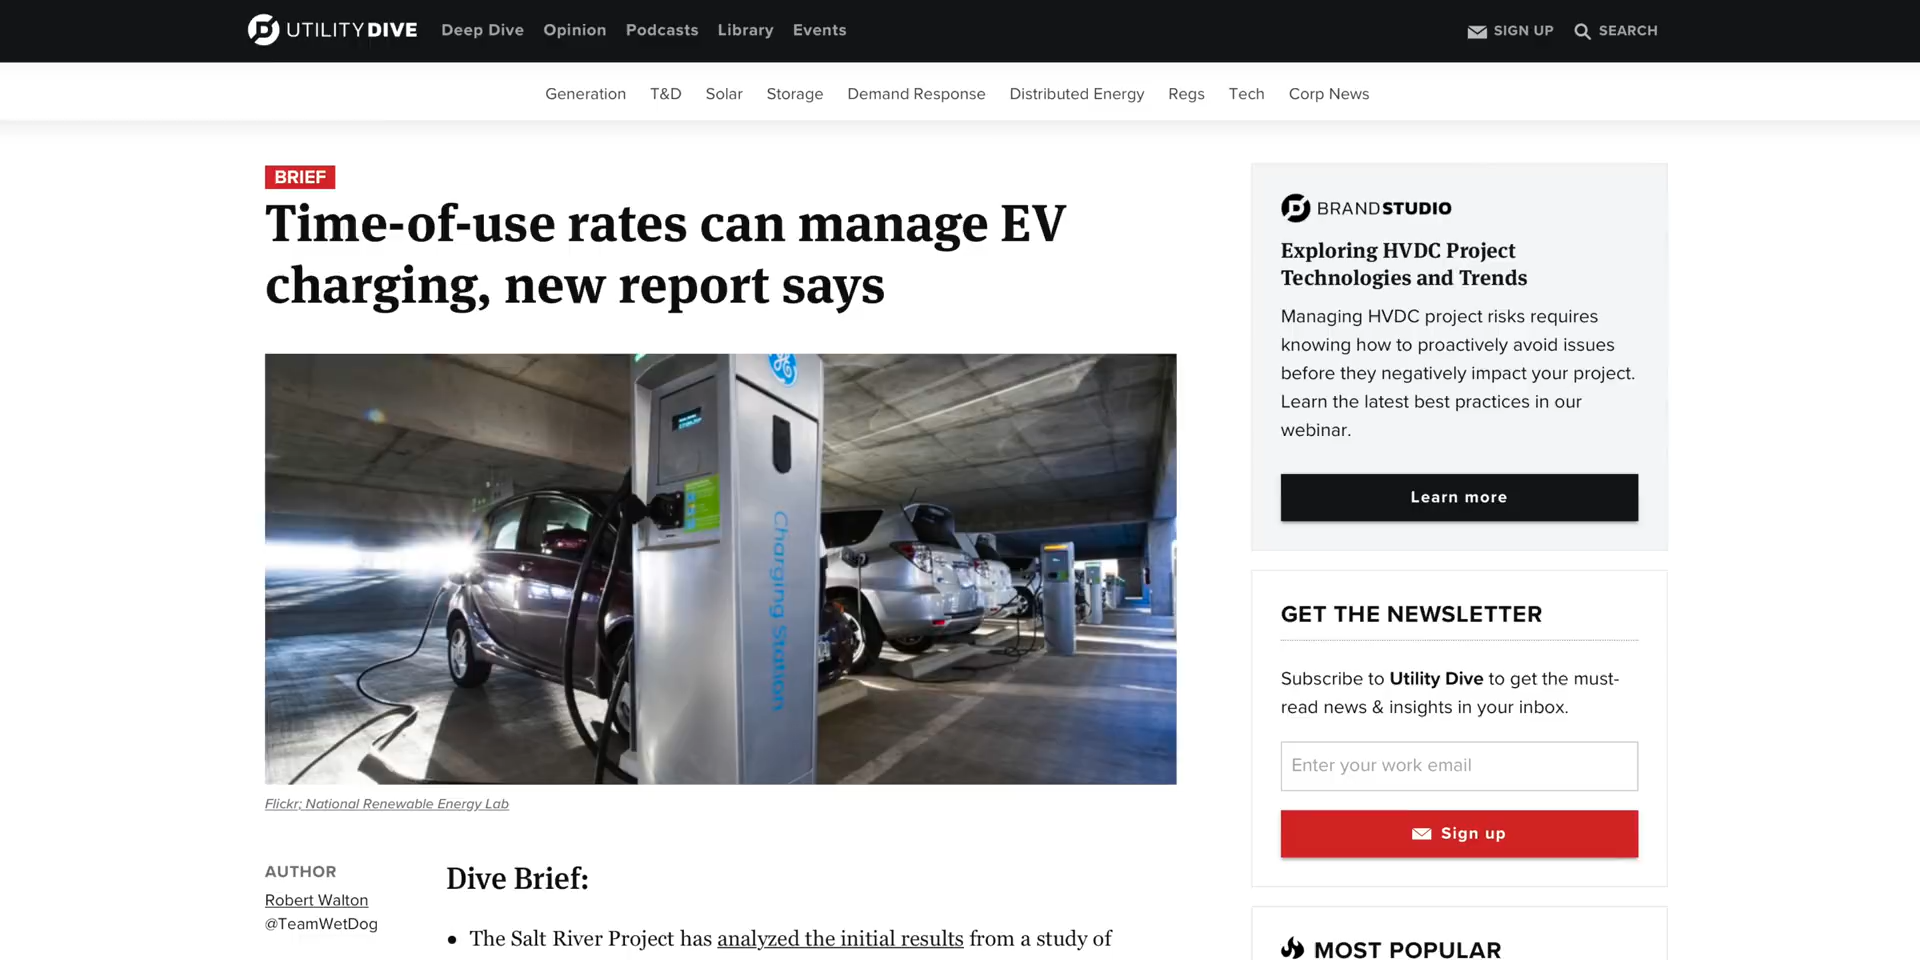 UTILITY DIVE
Deep Dive Opinion Podcasts Library Events
SIGN UP SEARCH
Generation T&D Solar Storage Demand Response Distributed Energy Regs Tech Corp News
BRIEF
Time-of-use rates can manage EV
charging, new report says
Charging Station
Flickr; National Renewable Energy Lab
AUTHOR
Robert Walton
@TeamWetDog
Dive Brief:
• The Salt River Project has analyzed the initial results from a study of
BRANDSTUDIO
Exploring HVDC Project
Technologies and Trends
Managing HVDC project risks requires
knowing how to proactively avoid issues
before they negatively impact your project.
Learn the latest best practices in our
webinar.
Learn more
GET THE NEWSLETTER
Subscribe to Utility Dive to get the must-
read news & insights in your inbox.
Enter your work email
Sign up
MOST POPULAR